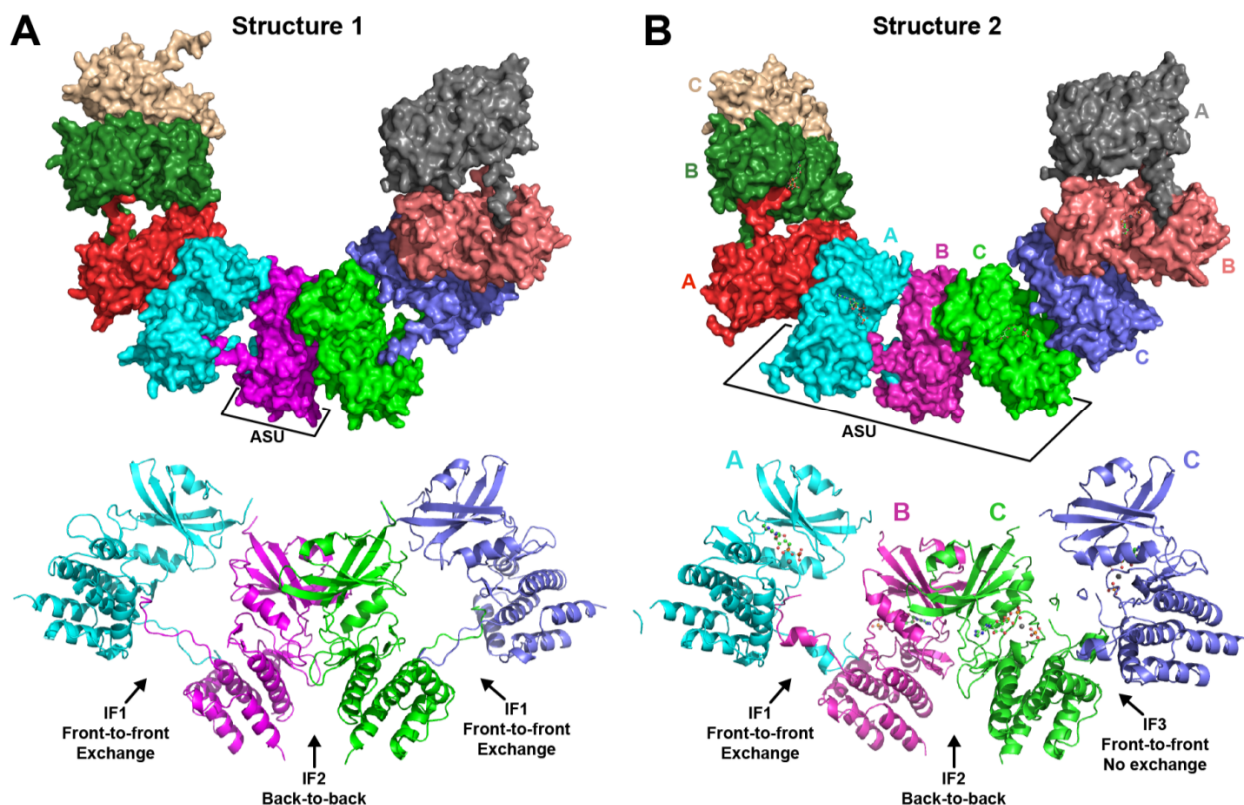 A
Structure 1
ASU
IF1
Front-to-front
Exchange
IF2
Back-to-back
IF1
Front-to-front
Exchange
B
Structure 2
C
A
B
A
B
C
A
B
C
ASU
A
B
C
C
IF1
Front-to-front
Exchange
IF2
Back-to-back
IF3
Front-to-front
No exchange